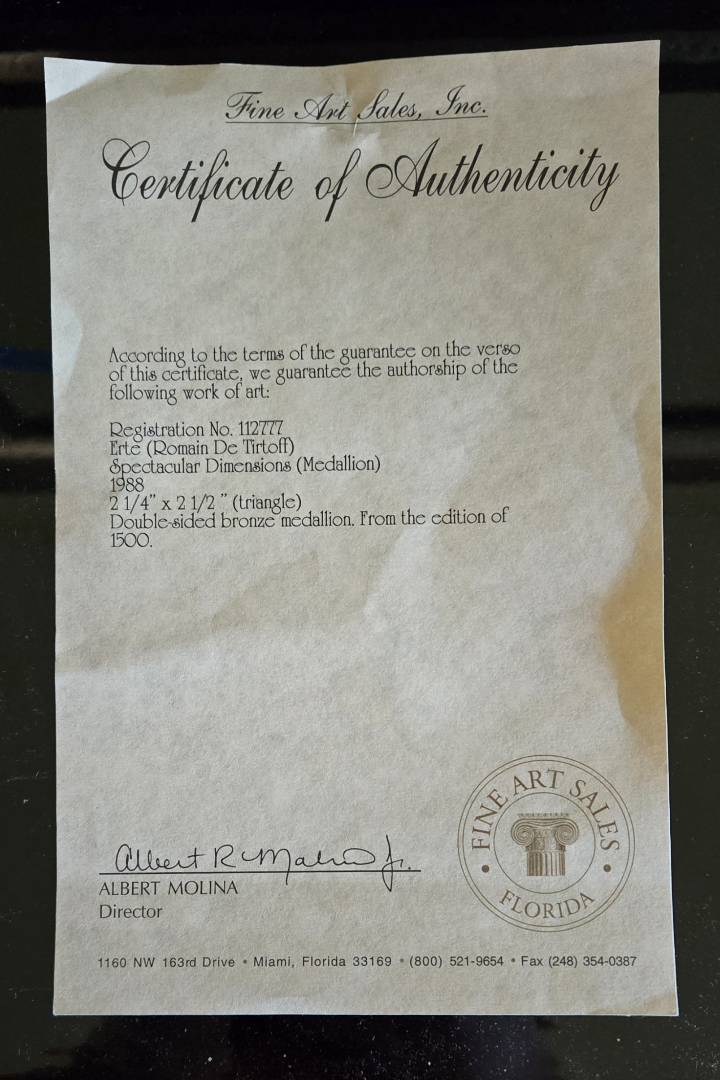 Fine Art Sales, Inc.
Certificate of Authenticity
According to the terms of the guarantee on the verso
of this certificate, we guarantee the authorship of the
following work of art:
Registration No. 112777
Erte (Romain De Tirtoff)
Spectacular Dimensions (Medallion)
1988
2 1/4" x 2 1/2 " (triangle)
Double-sided bronze medallion. From the edition of
1500.
FINE ART SALES
FLORIDA
Albert R Molina Jr.
ALBERT MOLINA
Director
1160 NW 163rd Drive • Miami, Florida 33169 • (800) 521-9654 • Fax (248) 354-0387